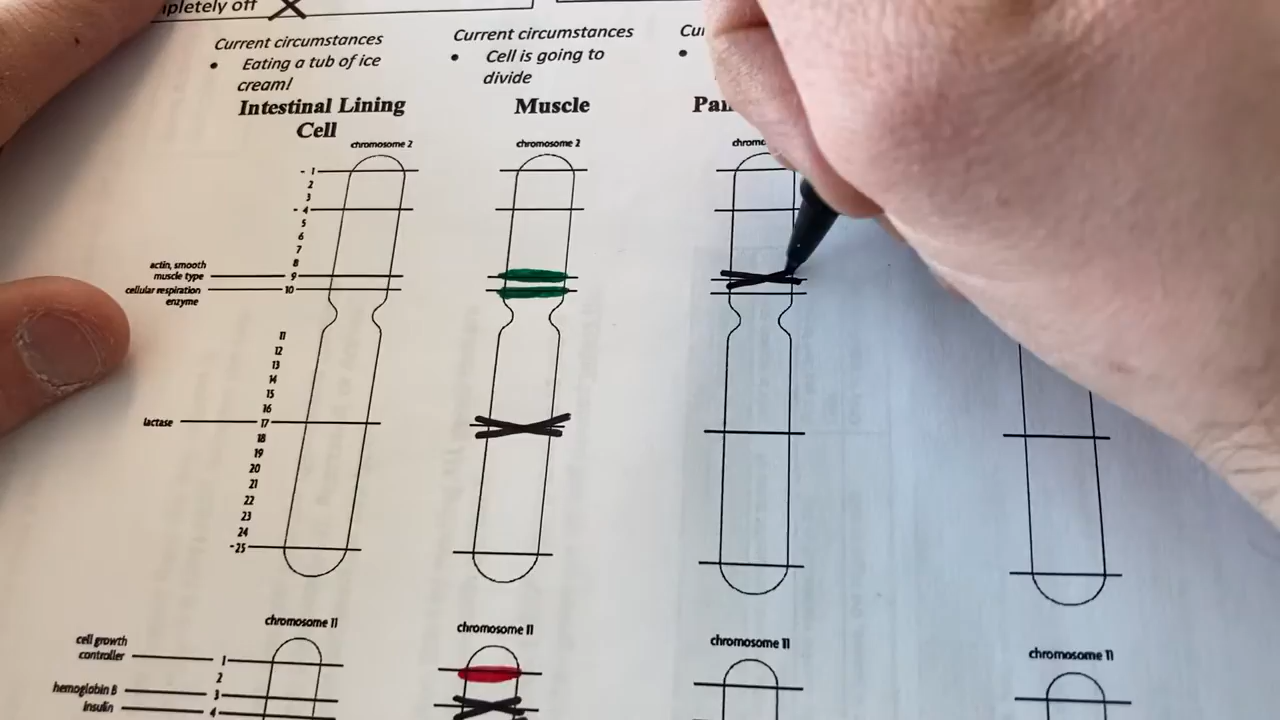 pletely off
Current circumstances
• Eating a tub of ice
cream!
Intestinal Lining
Cell
chromosome 2
- 1
2
3
- 4
5
6
7
8
actin, smooth
muscle type
9
cellular respiration
enzyme
10
11
12
13
14
15
16
lactase
17
18
19
20
21
22
23
24
-25
chromosome 11
cell growth
controller
1
2
hemoglobin B
3
insulin
4
Current circumstances
• Cell is going to
divide
Muscle
chromosome 2
chromosome 11
chromosome 11
chromosome 11